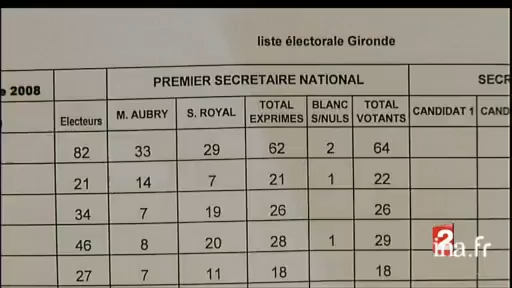 liste électorale Gironde
e 2008
PREMIER SECRETAIRE NATIONAL
SECR
Electeurs
M. AUBRY
S. ROYAL
TOTAL EXPRIMES
BLANC S/NULS
TOTAL VOTANTS
CANDIDAT 1
CAND
82 33 29 62 2 64
21 14 7 21 1 22
34 7 19 26 26
46 8 20 28 1 29
27 7 11 18 18
2
ina.fr